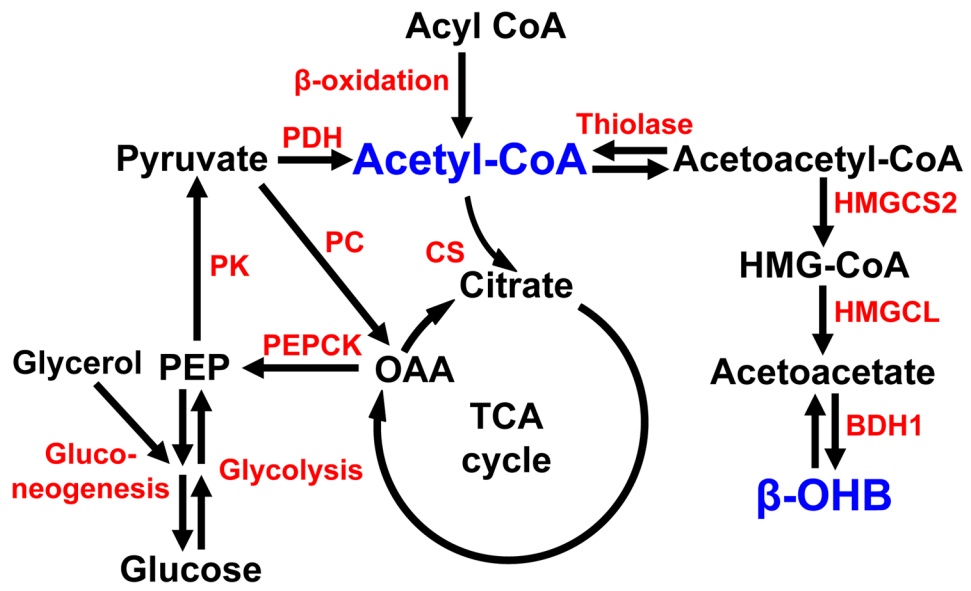 Acyl CoA
β-oxidation
Thiolase
PDH
Pyruvate
Acetyl-CoA
Acetoacetyl-CoA
HMGCS2
PC
CS
PK
HMG-CoA
Citrate
HMGCL
PEPCK
Glycerol
PEP
OAA
Acetoacetate
TCA
cycle
BDH1
Gluco-
neogenesis
Glycolysis
β-OHB
Glucose